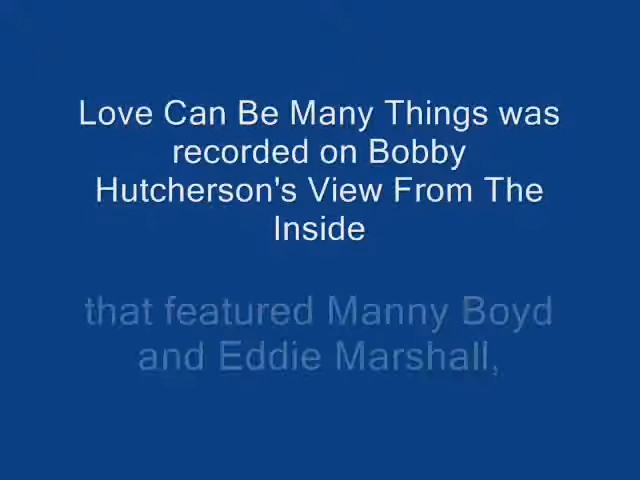 Love Can Be Many Things was
recorded on Bobby
Hutcherson's View From The
Inside
that featured Manny Boyd
and Eddie Marshall,